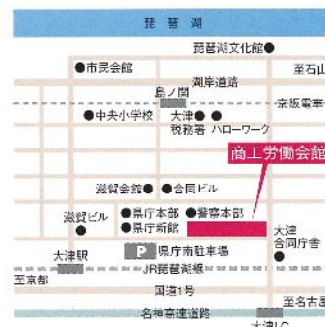 琵琶湖
琵琶湖文化館
市民会館
至石山
湖岸道路
島ノ関
京阪電車
中央小学校
大津
税務署
ハローワーク
商工労働会館
滋賀会館
合同ビル
滋賀ビル
県庁本部
警察本部
県庁新館
大津
合同庁舎
P
県庁南駐車場
大津駅
JR琵琶湖線
至京都
国道1号
至名古屋
名神高速道路
大津I.C